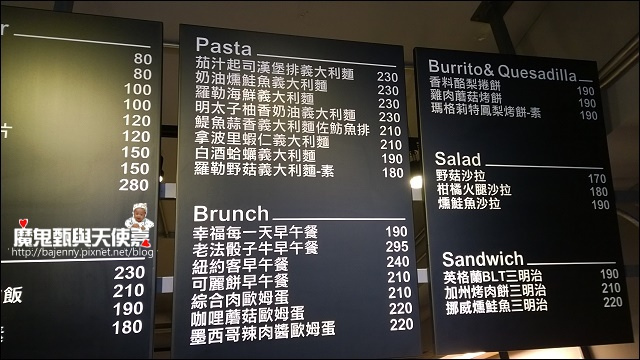 r
80
80
100
100
120
片 120
150
150
280
魔鬼甄與天使嘉
http://bajenny.pixnet.net/blog
230
飯 210
190
180
Pasta
茄汁起司漢堡排義大利麵 230
奶油燻鮭魚義大利麵 230
羅勒海鮮義大利麵 230
明太子柚香奶油義大利麵 230
鯷魚蒜香義大利麵佐魴魚排 210
拿波里蝦仁義大利麵 210
白酒蛤蠣義大利麵 190
羅勒野菇義大利麵-素 180
Brunch
幸福每一天早午餐 190
老法骰子牛早午餐 295
紐約客早午餐 240
可麗餅早午餐 210
綜合肉歐姆蛋 210
咖哩蘑菇歐姆蛋 220
墨西哥辣肉醬歐姆蛋 220
Burrito& Quesadilla
香料酪梨捲餅 190
雞肉蘑菇烤餅 190
瑪格莉特鳳梨烤餅-素 190
Salad
野菇沙拉 170
柑橘火腿沙拉 180
燻鮭魚沙拉 190
Sandwich
英格蘭BLT三明治 190
加州烤肉餅三明治 210
挪威燻鮭魚三明治 220